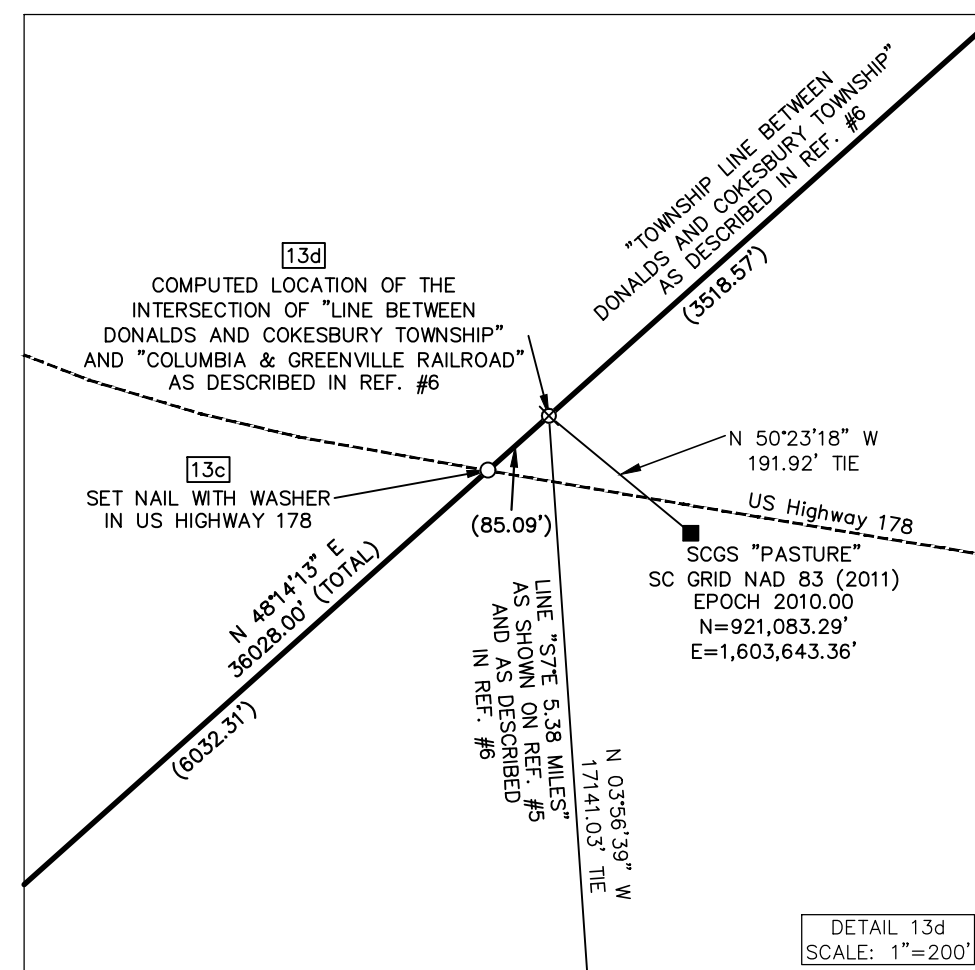 "TOWNSHIP LINE BETWEEN
DONALDS AND COKESBURY TOWNSHIP"
AS DESCRIBED IN REF. #6
(3518.57')
13d
COMPUTED LOCATION OF THE
INTERSECTION OF "LINE BETWEEN
DONALDS AND COKESBURY TOWNSHIP"
AND "COLUMBIA & GREENVILLE RAILROAD"
AS DESCRIBED IN REF. #6
N 50°23'18" W
191.92' TIE
13c
SET NAIL WITH WASHER
IN US HIGHWAY 178
(85.09')
US Highway 178
SCGS "PASTURE"
SC GRID NAD 83 (2011)
EPOCH 2010.00
N=921,083.29'
E=1,603,643.36'
N 48°14'13" E
36028.00' (TOTAL)
(6032.31')
LINE "S7°E 5.38 MILES"
AS SHOWN ON REF. #5
AND AS DESCRIBED
IN REF. #6
N 03°56'39" W
17141.03' TIE
DETAIL 13d
SCALE: 1"=200'